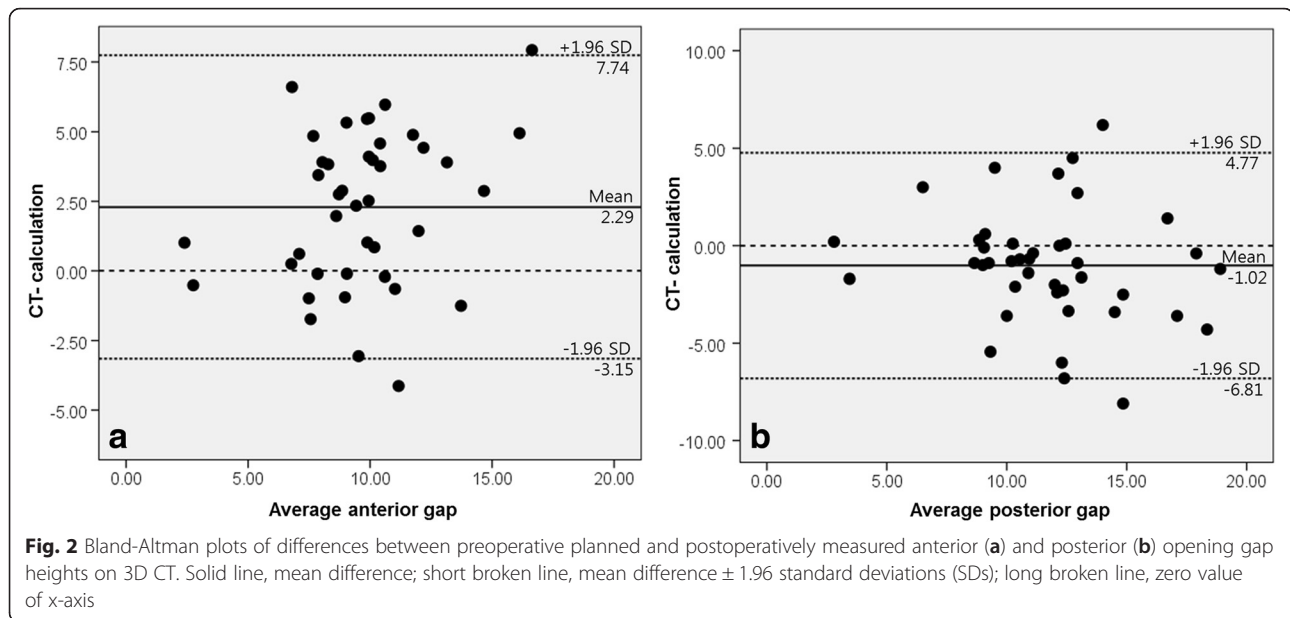 7.50
5.00
2.50
0.00
-2.50
-5.00
CT- calculation
+1.96 SD
7.74
Mean
2.29
-1.96 SD
-3.15
a
0.00 5.00 10.00 15.00 20.00
Average anterior gap
10.00
5.00
0.00
-5.00
-10.00
CT- calculation
+1.96 SD
4.77
Mean
-1.02
-1.96 SD
-6.81
b
0.00 5.00 10.00 15.00 20.00
Average posterior gap
Fig. 2 Bland-Altman plots of differences between preoperative planned and postoperatively measured anterior (a) and posterior (b) opening gap
heights on 3D CT. Solid line, mean difference; short broken line, mean difference ± 1.96 standard deviations (SDs); long broken line, zero value
of x-axis